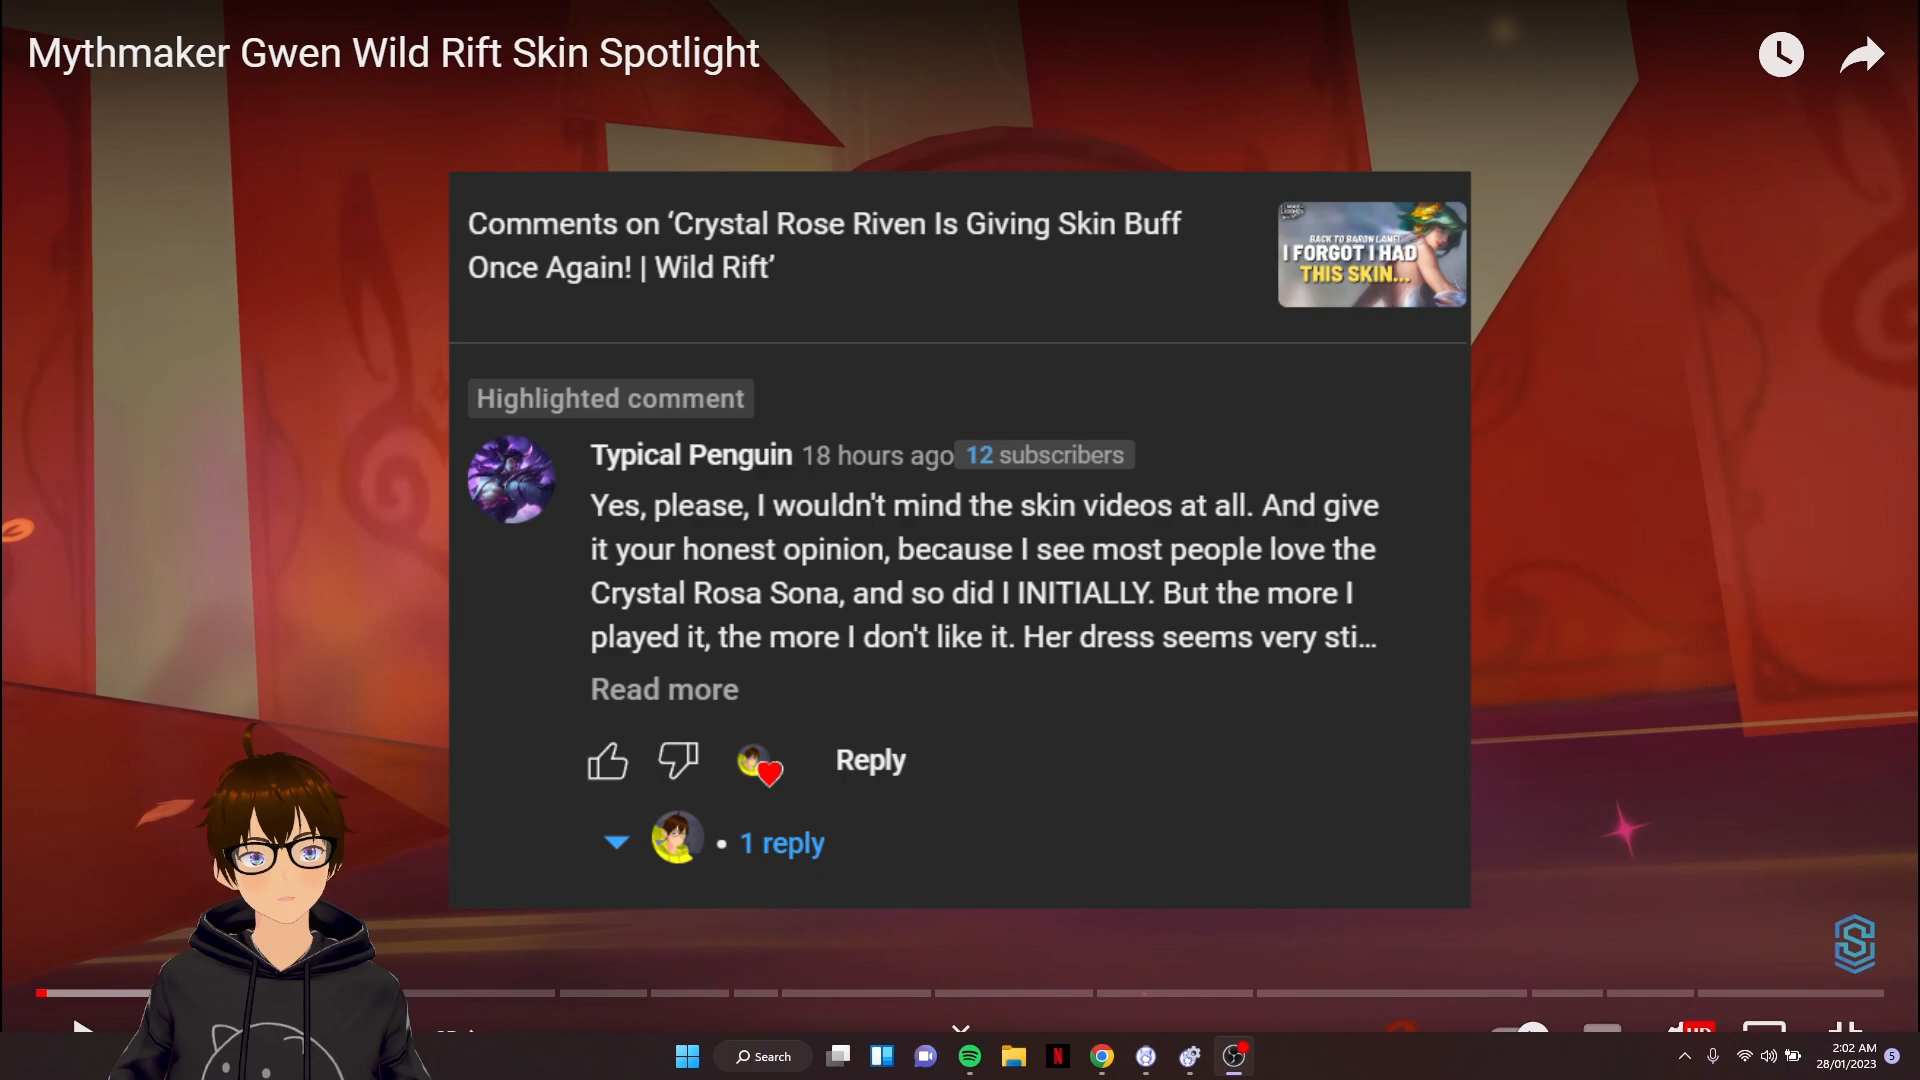 Mythmaker Gwen Wild Rift Skin Spotlight
Comments on ‘Crystal Rose Riven Is Giving Skin Buff
Once Again! | Wild Rift’
BACK TO BARON LANE!
I FORGOT I HAD
THIS SKIN...
Highlighted comment
Typical Penguin 18 hours ago 12 subscribers
Yes, please, I wouldn't mind the skin videos at all. And give
it your honest opinion, because I see most people love the
Crystal Rosa Sona, and so did I INITIALLY. But the more I
played it, the more I don't like it. Her dress seems very sti...
Read more
Reply
• 1 reply
Search
2:02 AM
28/01/2023
5